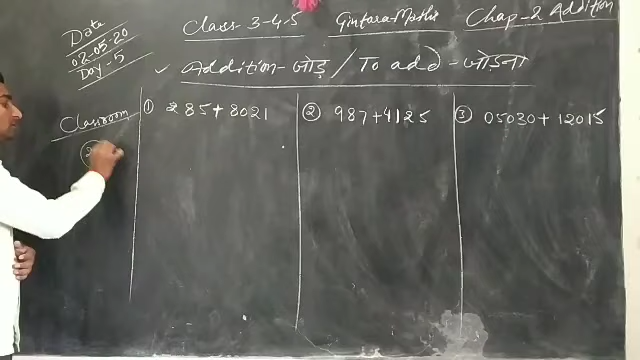 Date
02-05-20
Day-5
Class-3-4-5 Gintara-Maths Chap-2 Addition
✓ Addition-जोड़ / To add-जोड़ना
Classroom
① 285+8021
② 987+4125
③ 05030+12015